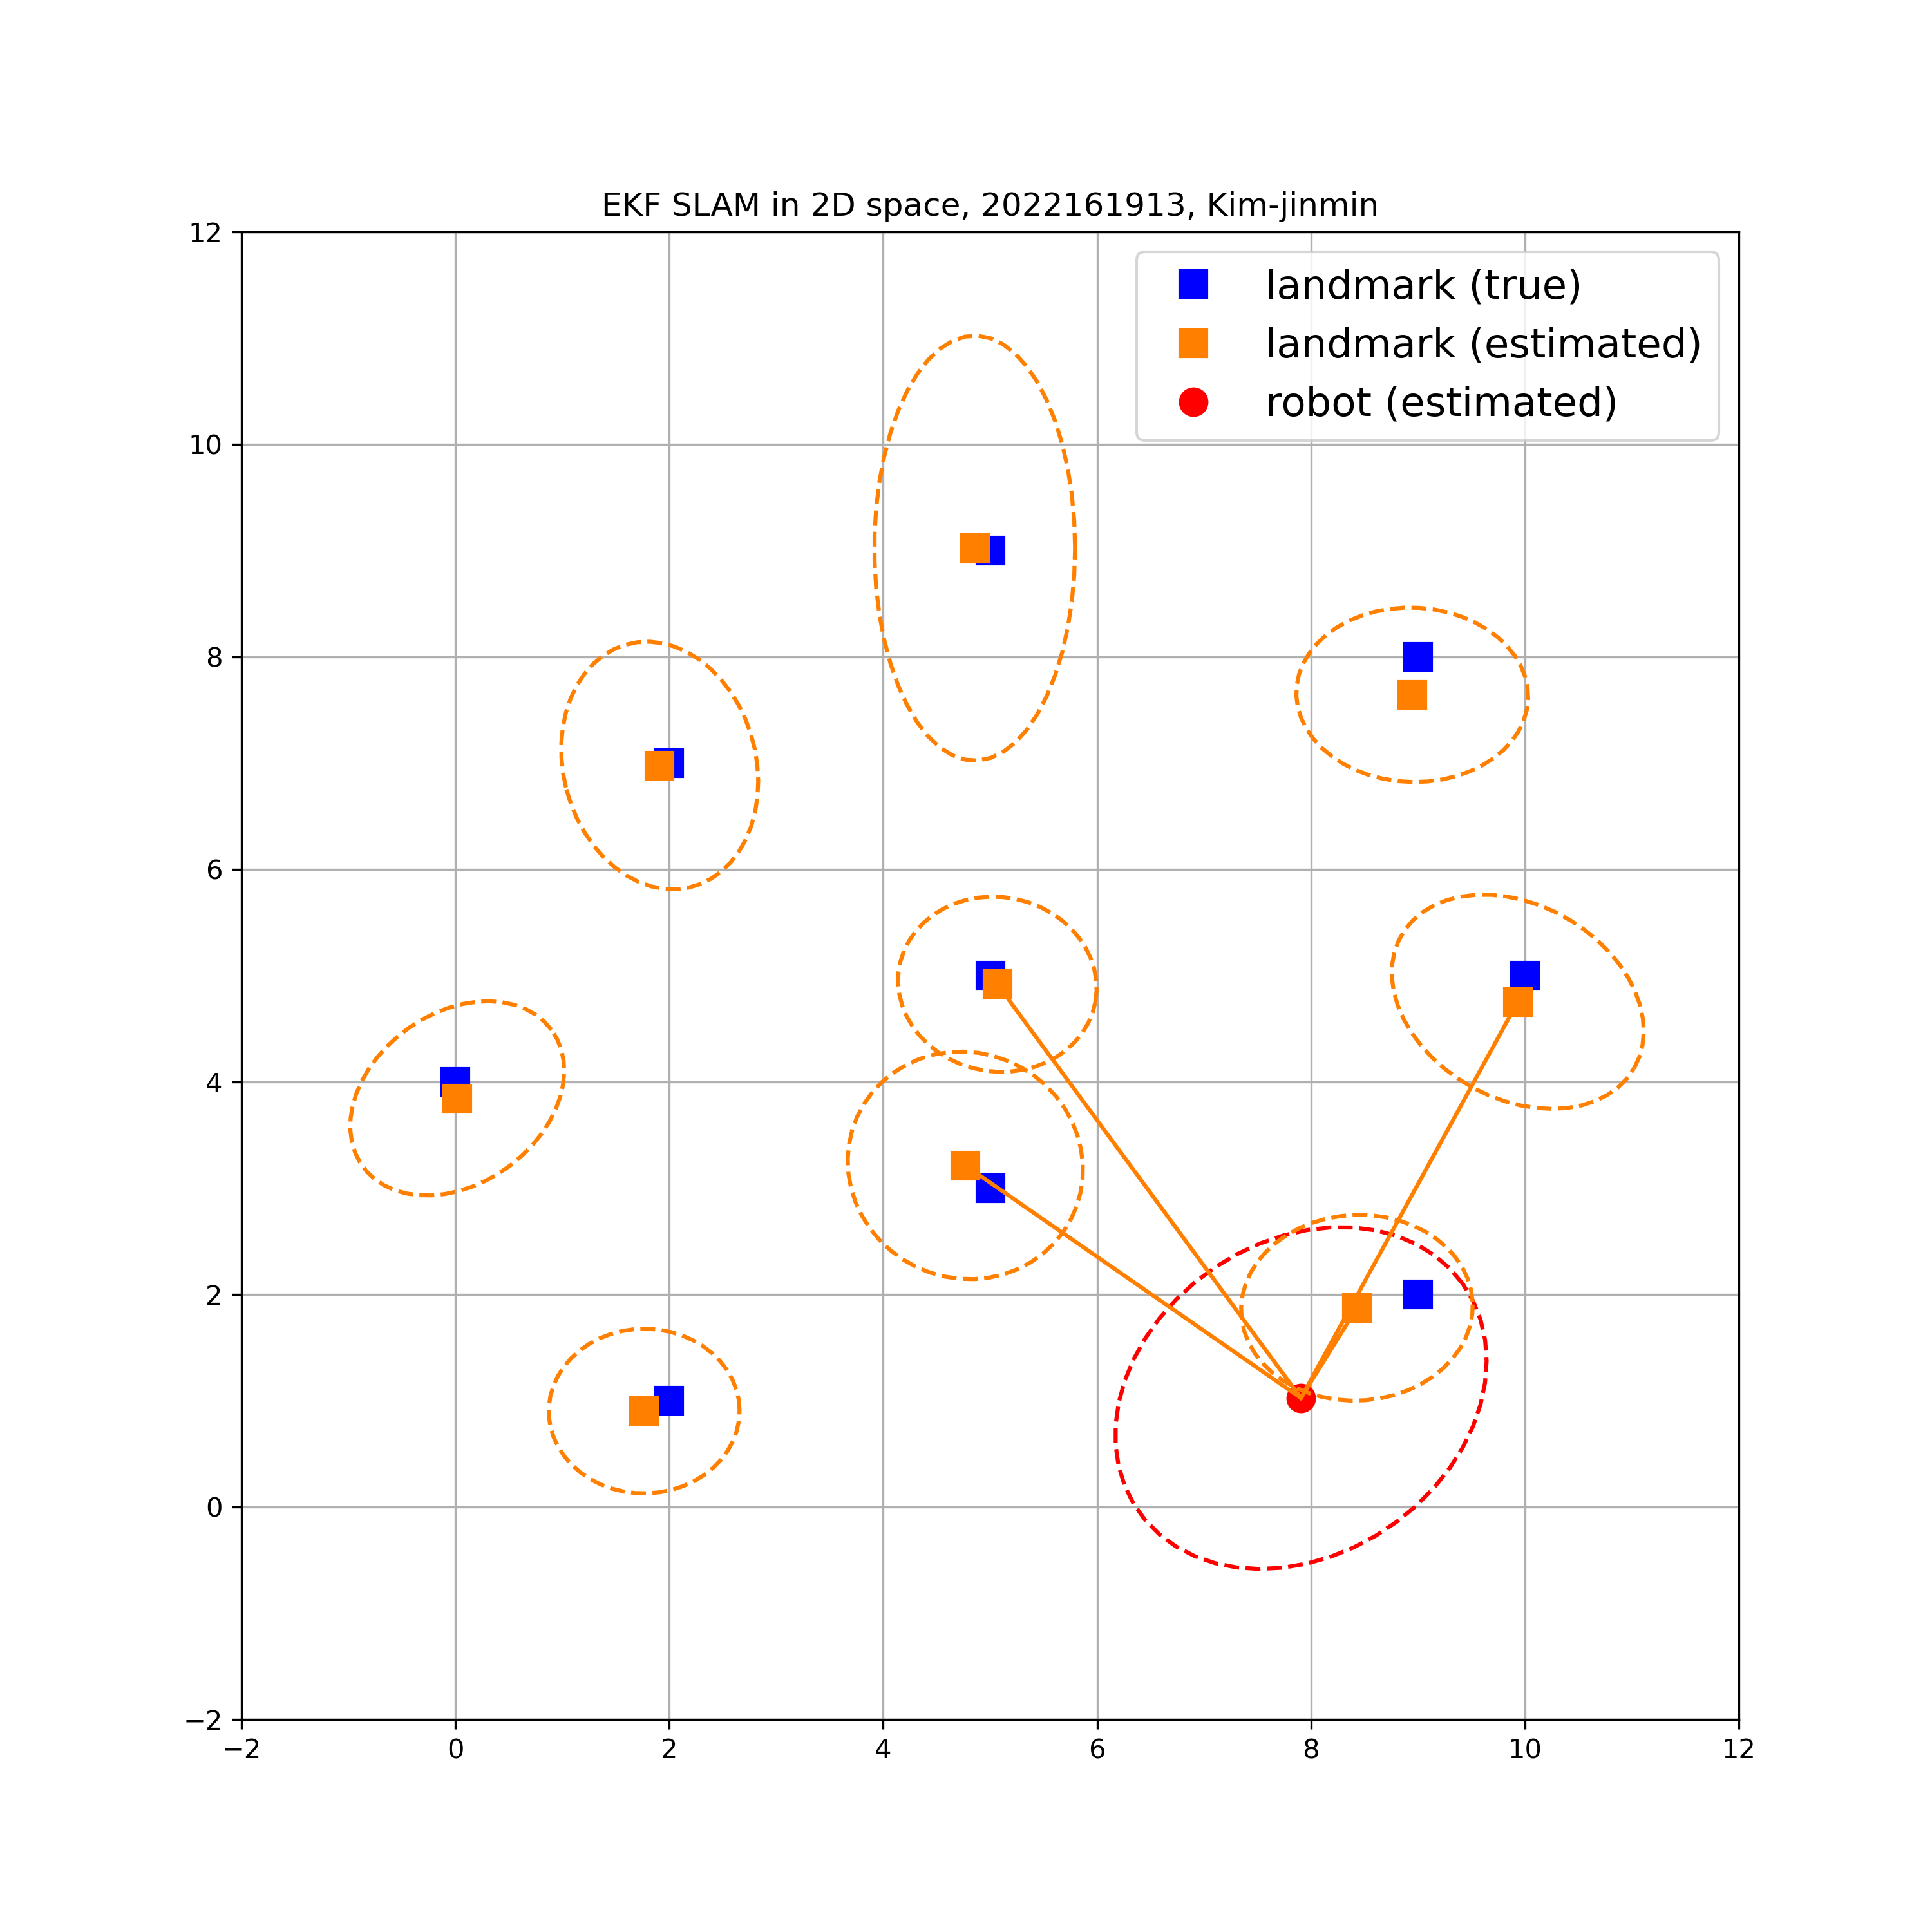 EKF SLAM in 2D space, 2022161913, Kim-jinmin
landmark (true)
landmark (estimated)
robot (estimated)
12
10
8
6
4
2
0
−2
−2 0 2 4 6 8 10 12